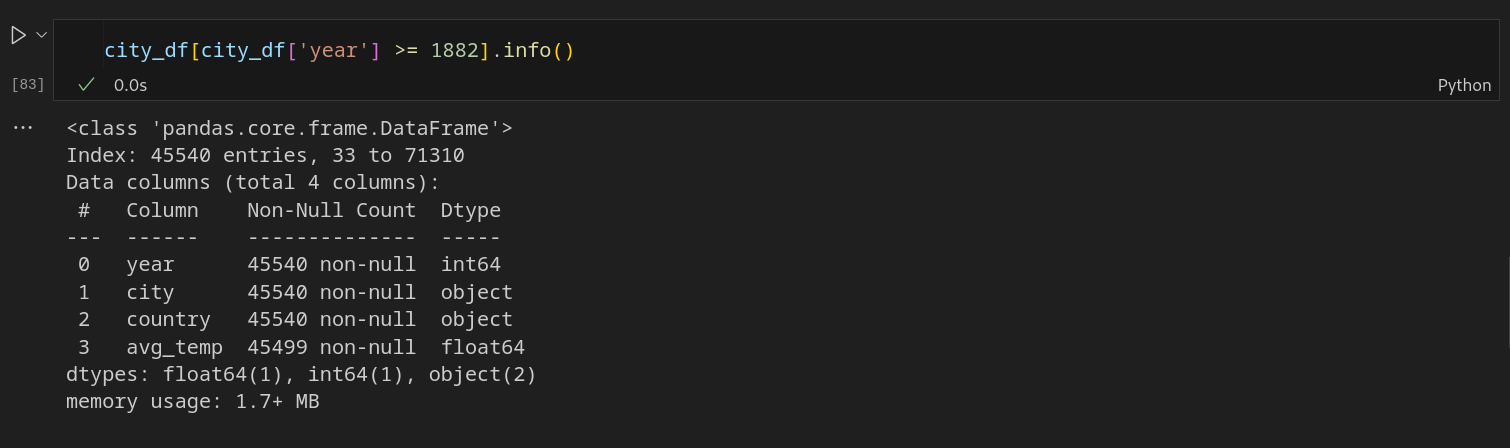 city_df[city_df['year'] >= 1882].info()
[83]
0.0s
Python
...
<class 'pandas.core.frame.DataFrame'>
Index: 45540 entries, 33 to 71310
Data columns (total 4 columns):
 #   Column    Non-Null Count  Dtype
---  ------    --------------  -----
 0   year      45540 non-null  int64
 1   city      45540 non-null  object
 2   country   45540 non-null  object
 3   avg_temp  45499 non-null  float64
dtypes: float64(1), int64(1), object(2)
memory usage: 1.7+ MB